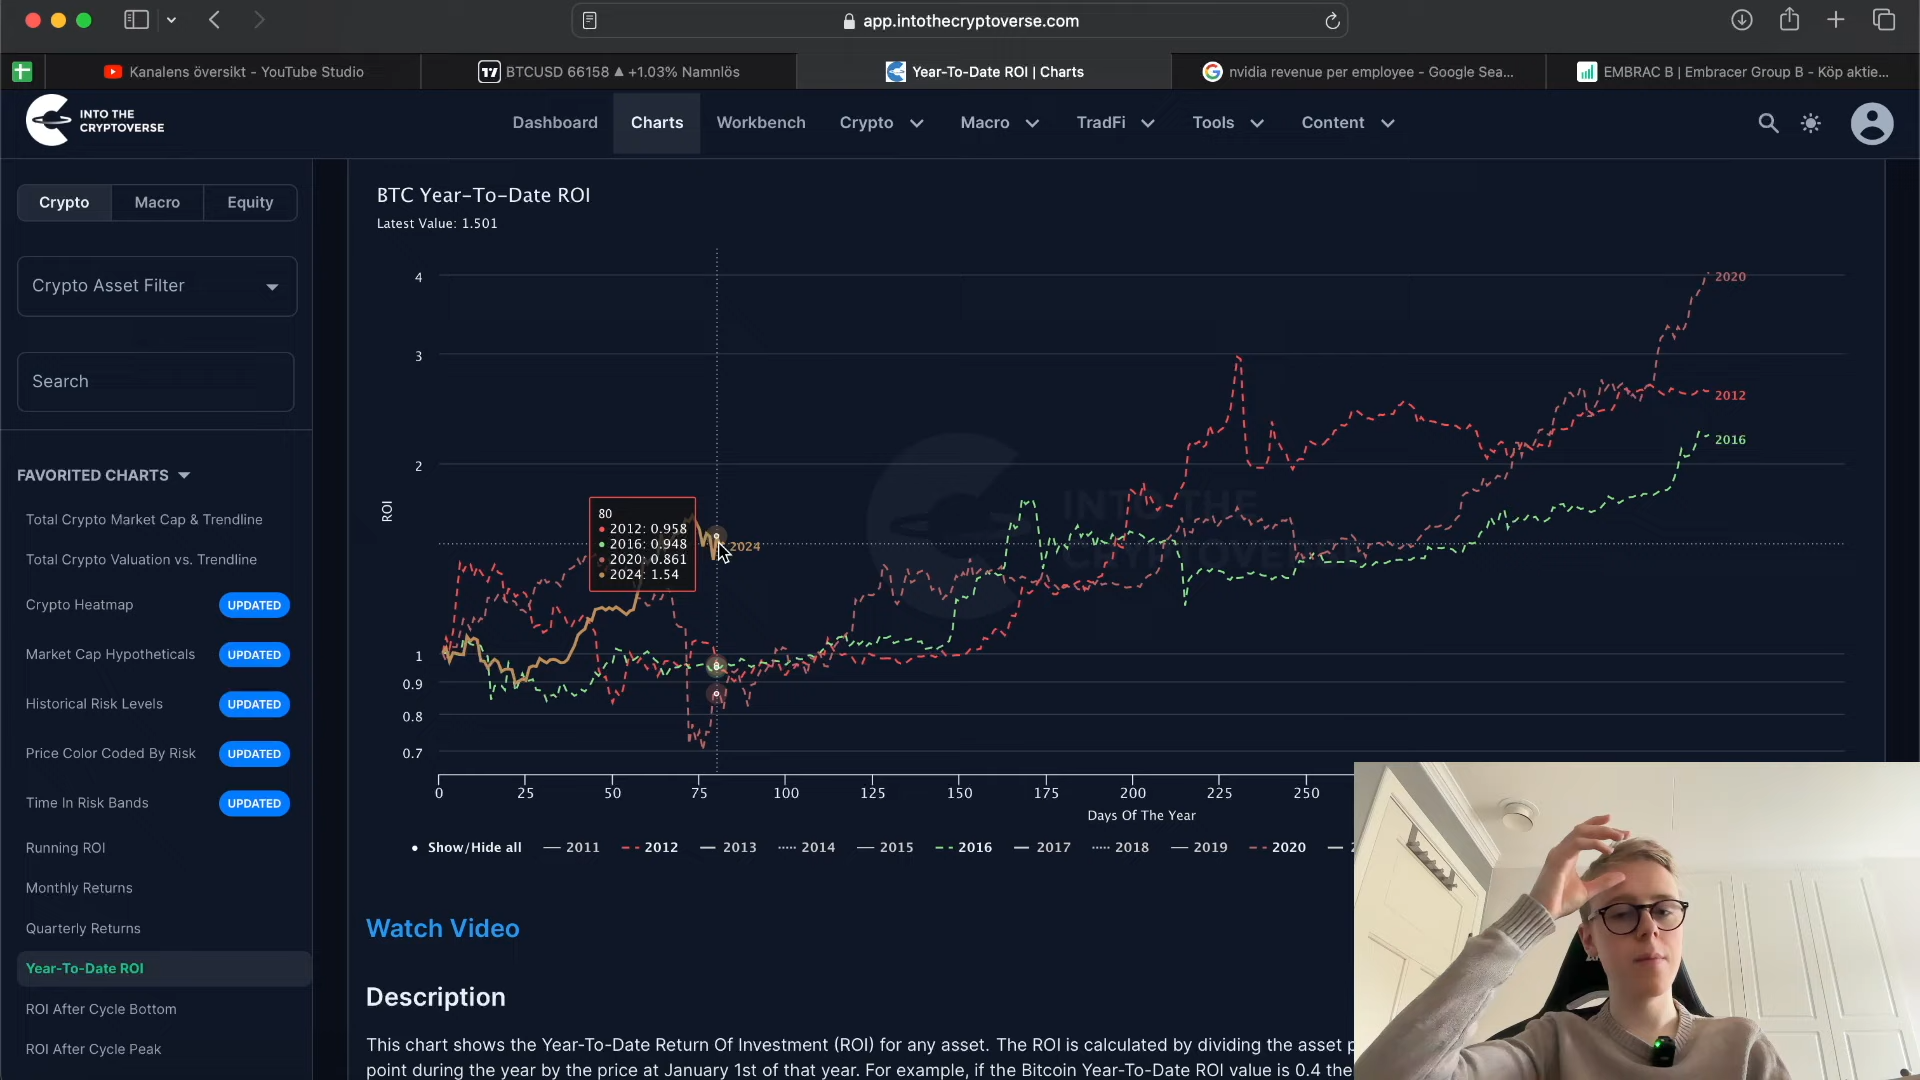 app.intothecryptoverse.com
Kanalens översikt - YouTube Studio
BTCUSD 66158 ▲ +1.03% Namnlös
Year-To-Date ROI | Charts
nvidia revenue per employee - Google Sea...
EMBRAC B | Embracer Group B - Köp aktie...
INTO THE
CRYPTOVERSE
Dashboard
Charts
Workbench
Crypto
Macro
TradFi
Tools
Content
Crypto
Macro
Equity
Crypto Asset Filter
Search
FAVORITED CHARTS
Total Crypto Market Cap & Trendline
Total Crypto Valuation vs. Trendline
Crypto Heatmap UPDATED
Market Cap Hypotheticals UPDATED
Historical Risk Levels UPDATED
Price Color Coded By Risk UPDATED
Time In Risk Bands UPDATED
Running ROI
Monthly Returns
Quarterly Returns
Year-To-Date ROI
ROI After Cycle Bottom
ROI After Cycle Peak
BTC Year-To-Date ROI
Latest Value: 1.501
4
3
2
1
0.9
0.8
0.7
ROI
2020
2012
2016
2024
80
2012: 0.958
2016: 0.948
2020: 0.861
2024: 1.54
INTO THE
CRYPTOVERSE
0 25 50 75 100 125 150 175 200 225 250
Days Of The Year
Show/Hide all 2011 2012 2013 2014 2015 2016 2017 2018 2019 2020
Watch Video
Description
This chart shows the Year-To-Date Return Of Investment (ROI) for any asset. The ROI is calculated by dividing the asset
point during the year by the price at January 1st of that year. For example, if the Bitcoin Year-To-Date ROI value is 0.4 the